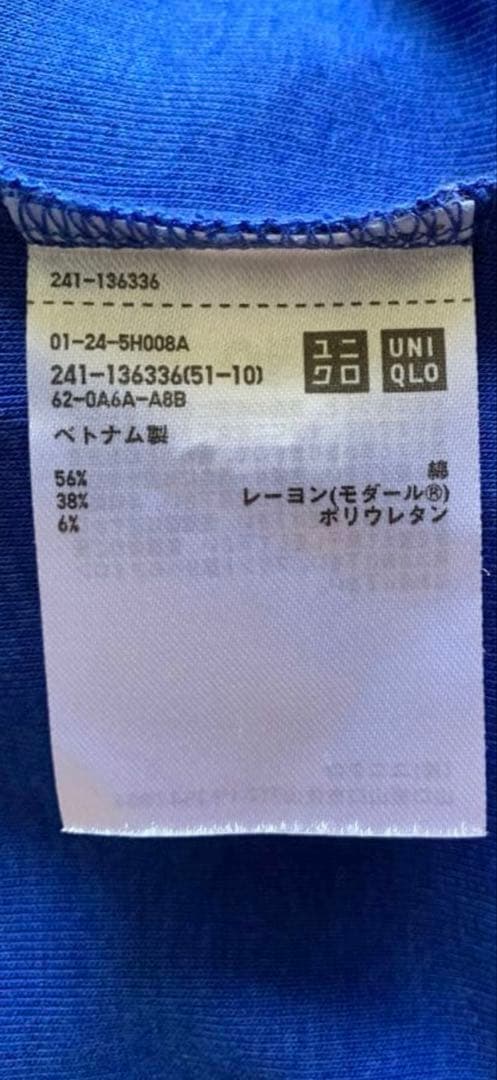 241-136336
01-24-5H008A
241-136336(51-10)
62-0A6A-A8B
ユニ
クロ
UNI
QLO
ベトナム製
56% 綿
38% レーヨン(モダール®)
6% ポリウレタン